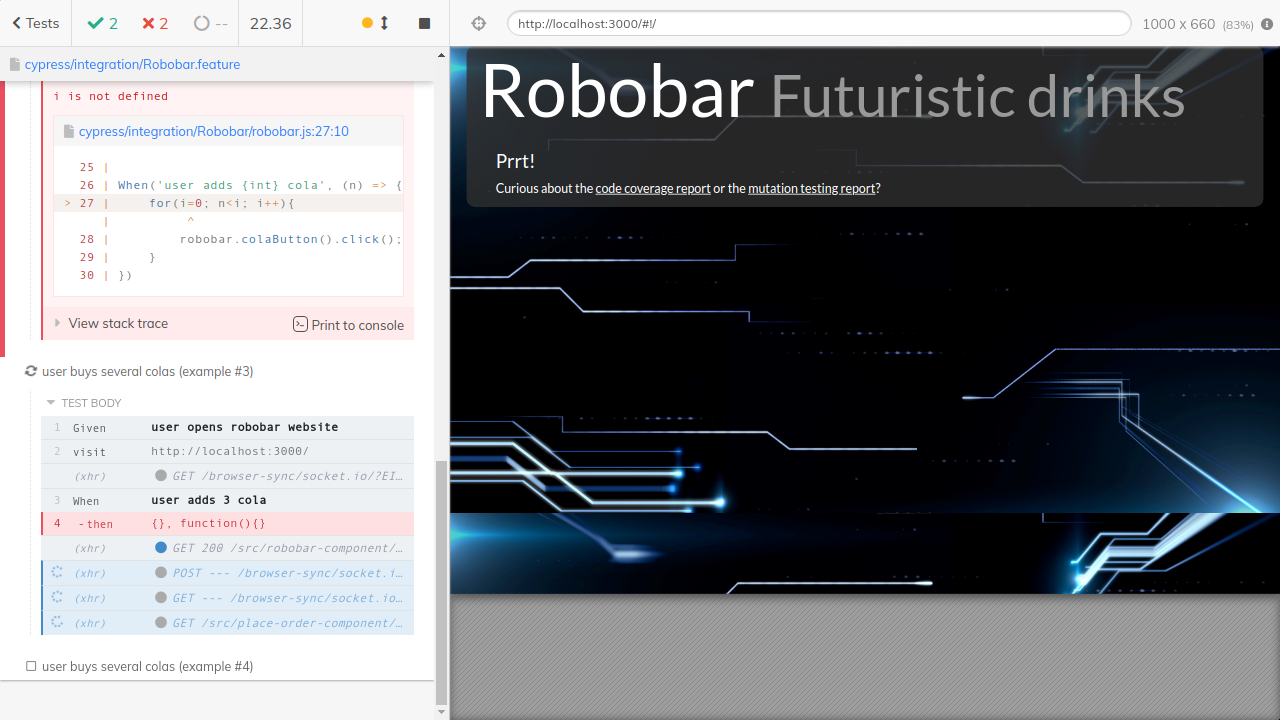 Tests
2
2
--
22.36
http://localhost:3000/#!/
1000 x 660 (83%)
cypress/integration/Robobar.feature
i is not defined
cypress/integration/Robobar/robobar.js:27:10
25 |
26 | When('user adds {int} cola', (n) => {
> 27 | for(i=0; n<i; i++){
| ^
28 | robobar.colaButton().click();
29 | }
30 | })
View stack trace
Print to console
user buys several colas (example #3)
TEST BODY
1 Given user opens robobar website
2 visit http://localhost:3000/
(xhr) GET /browser-sync/socket.io/?EI...
3 When user adds 3 cola
4 -then {}, function(){}
(xhr) GET 200 /src/robobar-component/...
(xhr) POST --- /browser-sync/socket.i...
(xhr) GET --- /browser-sync/socket.io...
(xhr) GET /src/place-order-component/...
user buys several colas (example #4)
Robobar Futuristic drinks
Prrt!
Curious about the code coverage report or the mutation testing report?